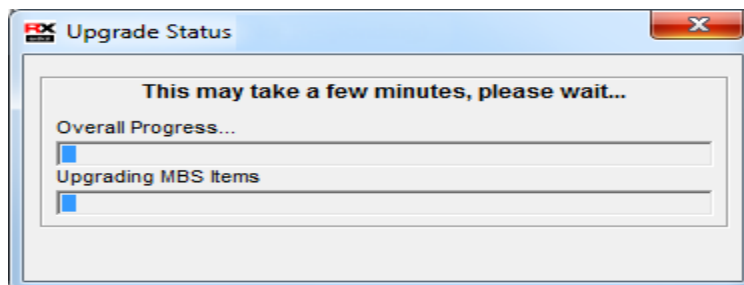 RX
Upgrade Status
This may take a few minutes, please wait...
Overall Progress...
Upgrading MBS Items